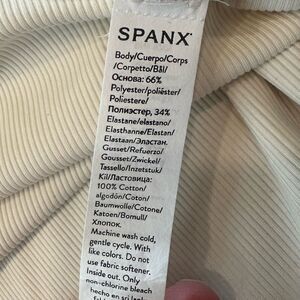 SPANX
Body/Cuerpo/Corps
/Corpetto/Bål/
Основа: 66%
Polyester/poliéster/
Poliestere/
Полиэстер, 34%
Elastane/elastano/
Elasthanne/Elastan/
Elastaan/Эластан.
Gusset/Refuerzo/
Gousset/Zwickel/
Tassello/Inzetstuk/
Kil/Ластовица:
100% Cotton/
algodón/Coton/
Baumwolle/Cotone/
Katoen/Bomull/
Хлопок.
Machine wash cold,
gentle cycle. With
like colors. Do not
use fabric softener.
Inside out. Only
non-chlorine bleach